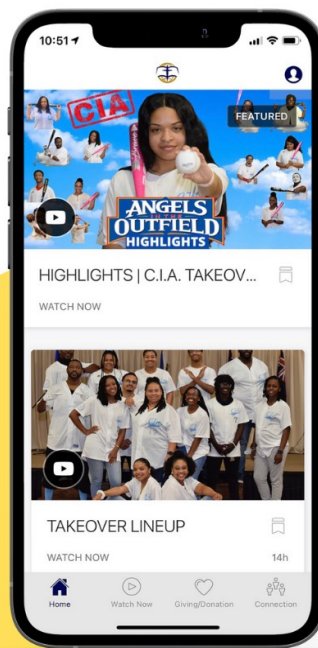 10:51
FEATURED
CIA
ANGELS
IN THE
OUTFIELD
HIGHLIGHTS
HIGHLIGHTS | C.I.A. TAKEOV...
WATCH NOW
TAKEOVER LINEUP
WATCH NOW 14h
Home Watch Now Giving/Donation Connection